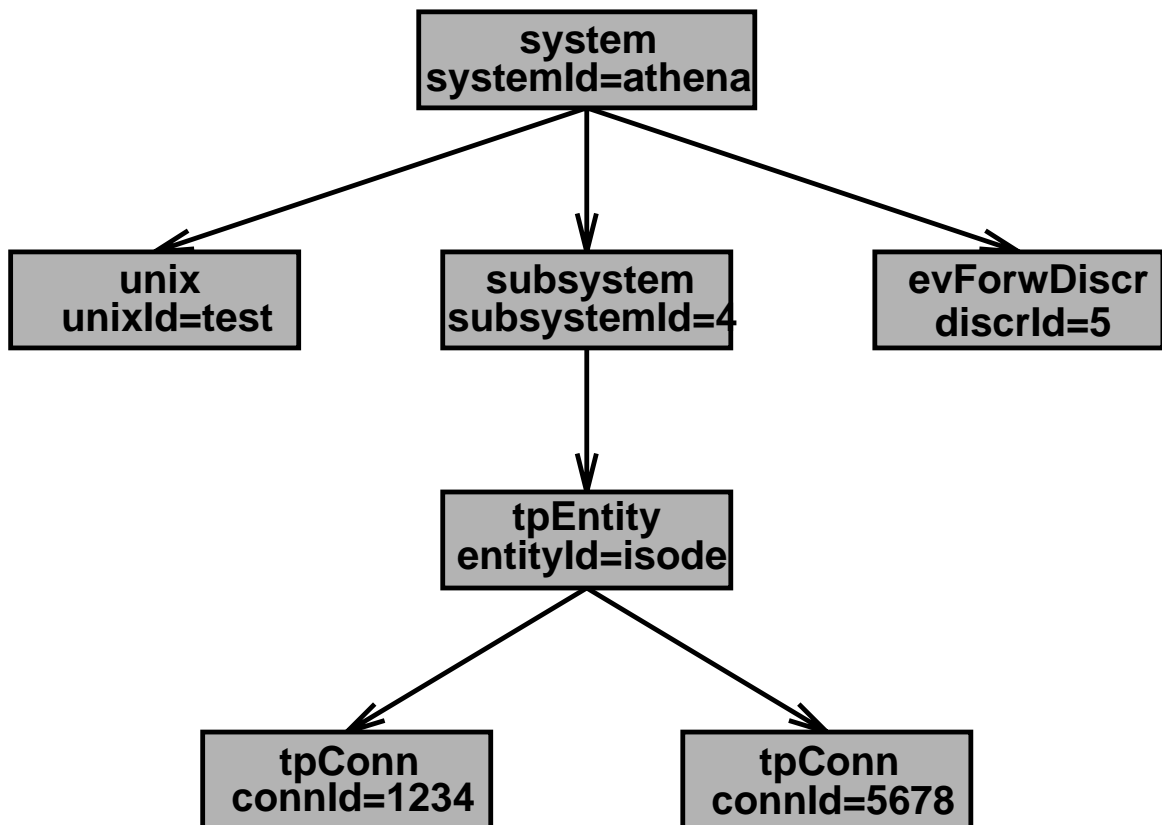 system
systemId=athena
unix
unixId=test
subsystem
subsystemId=4
evForwDiscr
discrId=5
tpEntity
entityId=isode
tpConn
connId=1234
tpConn
connId=5678